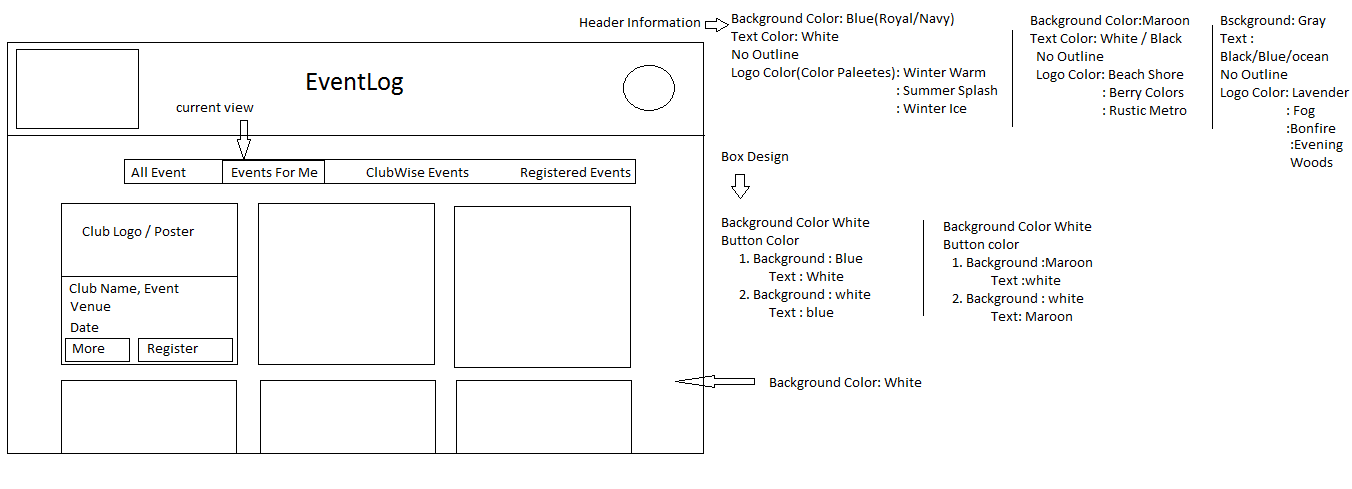 Header Information
Background Color: Blue(Royal/Navy)
Text Color: White
No Outline
Logo Color(Color Paleetes): Winter Warm
: Summer Splash
: Winter Ice
Background Color:Maroon
Text Color: White / Black
No Outline
Logo Color: Beach Shore
: Berry Colors
: Rustic Metro
Bsckground: Gray
Text :
Black/Blue/ocean
No Outline
Logo Color: Lavender
: Fog
:Bonfire
:Evening
Woods
EventLog
current view
All Event
Events For Me
ClubWise Events
Registered Events
Club Logo / Poster
Club Name, Event
Venue
Date
More
Register
Box Design
Background Color White
Button Color
1. Background : Blue
Text : White
2. Background : white
Text : blue
Background Color White
Button color
1. Background :Maroon
Text :white
2. Background : white
Text: Maroon
Background Color: White